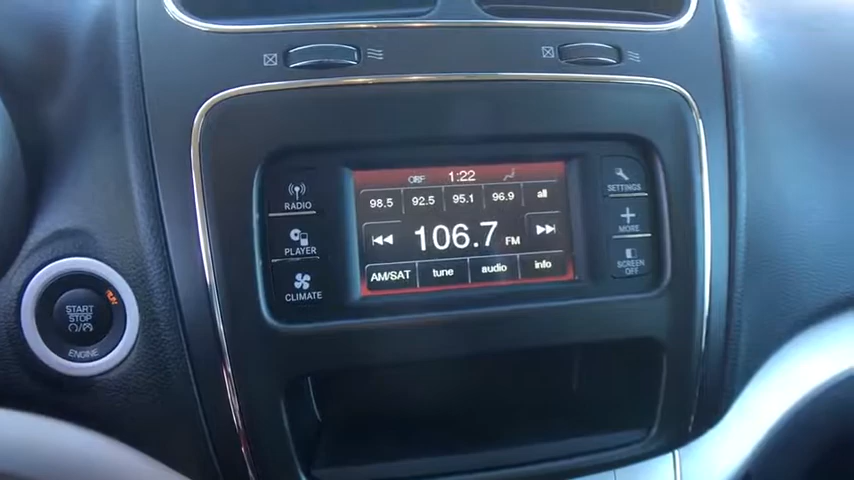 OFF 1:22
RADIO
PLAYER
CLIMATE
98.5 92.5 95.1 96.9 all
106.7 FM
AM/SAT tune audio info
SETTINGS
MORE
SCREEN
OFF
RUN
START
STOP
ENGINE